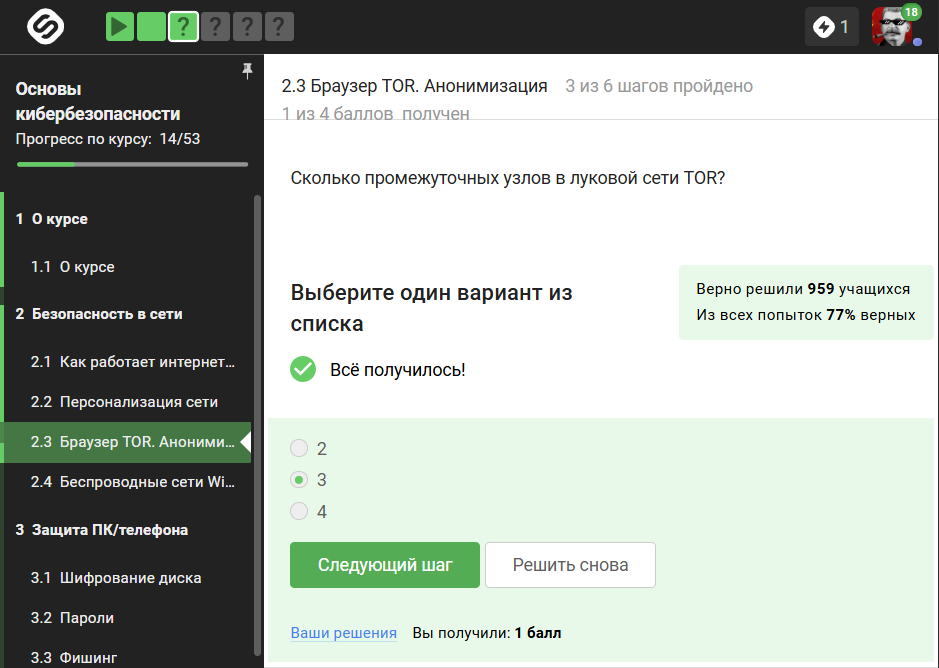 ? ? ? ?
1
18
Основы
кибербезопасности
Прогресс по курсу: 14/53
1 О курсе
1.1 О курсе
2 Безопасность в сети
2.1 Как работает интернет…
2.2 Персонализация сети
2.3 Браузер TOR. Аноними…
2.4 Беспроводные сети Wi…
3 Защита ПК/телефона
3.1 Шифрование диска
3.2 Пароли
3.3 Фишинг
2.3 Браузер TOR. Анонимизация 3 из 6 шагов пройдено
1 из 4 баллов получен
Сколько промежуточных узлов в луковой сети TOR?
Выберите один вариант из
списка
Верно решили 959 учащихся
Из всех попыток 77% верных
Всё получилось!
2
3
4
Следующий шаг
Решить снова
Ваши решения Вы получили: 1 балл